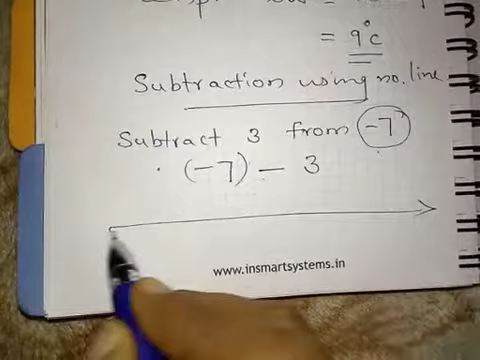 = 9°c
Subtraction using no. line
Subtract 3 from -7
(-7) - 3
www.insmartsystems.in